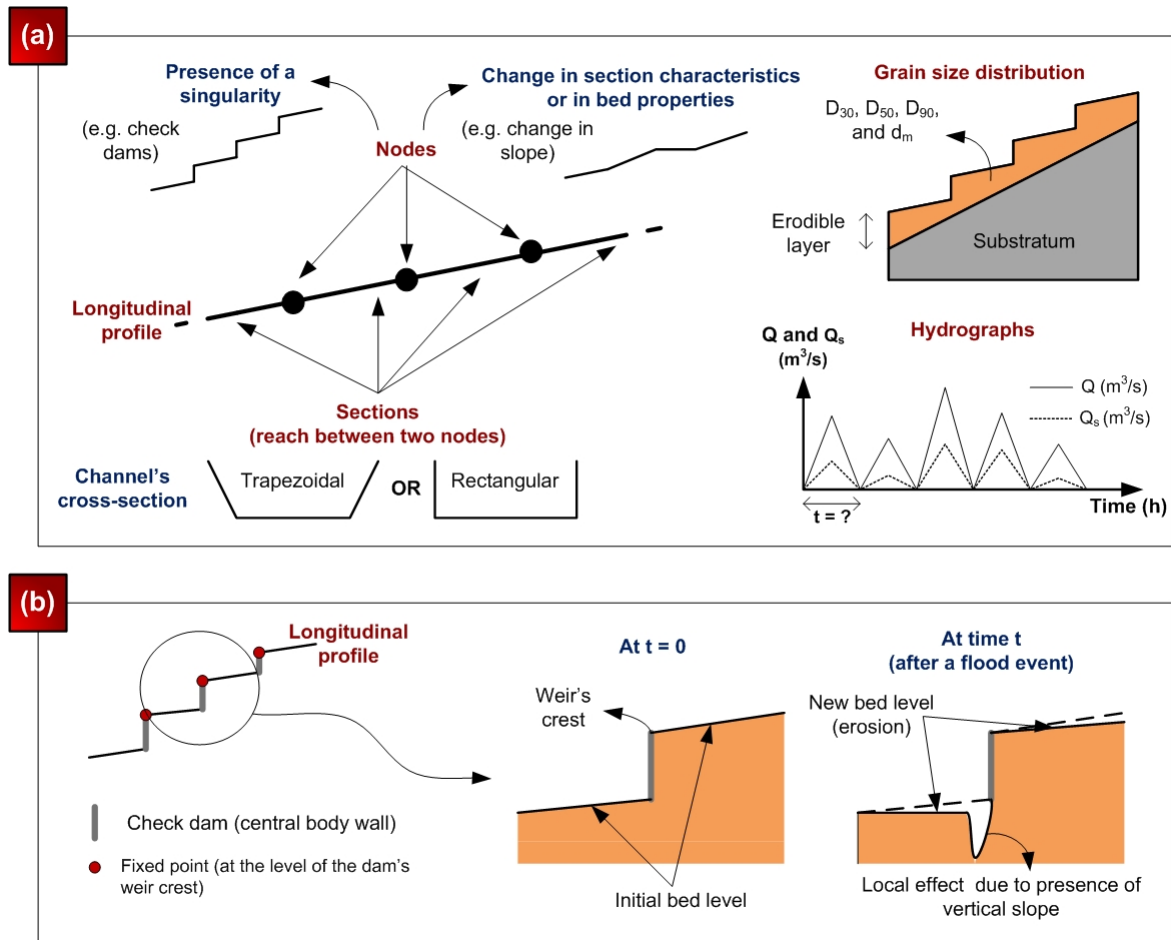 (a)
Presence of a
singularity
(e.g. check
dams)
Nodes
Change in section characteristics
or in bed properties
(e.g. change in
slope)
Longitudinal
profile
Sections
(reach between two nodes)
Channel's
cross-section
Trapezoidal
OR
Rectangular
Grain size distribution
D30, D50, D90,
and dm
Erodible
layer
Substratum
Hydrographs
Q and Qs
(m3/s)
Q (m3/s)
Qs (m3/s)
t = ?
Time (h)
(b)
Longitudinal
profile
Check dam (central body wall)
Fixed point (at the level of the dam's
weir crest)
At t = 0
Weir's
crest
Initial bed level
At time t
(after a flood event)
New bed level
(erosion)
Local effect due to presence of
vertical slope